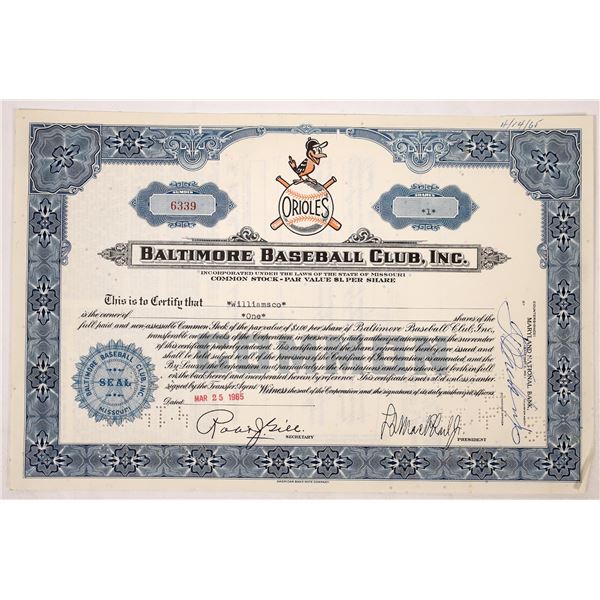 4/14/65
NUMBER
6339
SHARES
*1*
ORIOLES
BALTIMORE BASEBALL CLUB, INC.
INCORPORATED UNDER THE LAWS OF THE STATE OF MISSOURI
COMMON STOCK - PAR VALUE $1. PER SHARE
This is to Certify that *Williamsco*
is the owner of *One* shares of the
full paid and non-assessable Common Stock of the par value of $1.00 per share of Baltimore Baseball Club, Inc.,
transferable on the books of the Corporation in person or by authorized attorney upon the surrender
of this certificate properly endorsed. This certificate and the shares represented hereby are issued and
shall be held subject to all of the provisions of the Certificate of Incorporation as amended, and the
By-Laws of the Corporation and particularly the limitations and restrictions set forth in full
on the back hereof and incorporated herein by reference. This certificate is not valid unless counter-
signed by the Transfer Agent. Witness the seal of the Corporation and the signatures of its duly authorized officers.
Dated MAR 25 1965
BALTIMORE BASEBALL CLUB, INC.
SEAL
MISSOURI
SECRETARY
PRESIDENT
COUNTERSIGNED:
MARYLAND NATIONAL BANK,
BY
AMERICAN BANK NOTE COMPANY.